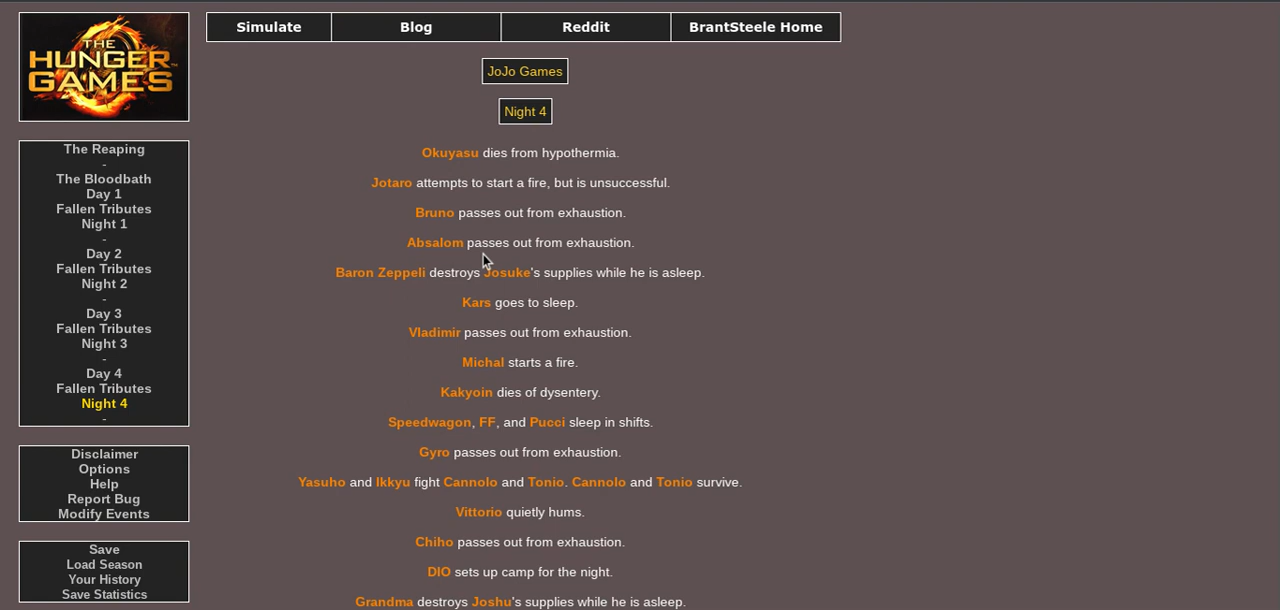 THE
HUNGER
GAMES
Simulate
Blog
Reddit
BrantSteele Home
JoJo Games
Night 4
The Reaping
-
The Bloodbath
Day 1
Fallen Tributes
Night 1
-
Day 2
Fallen Tributes
Night 2
-
Day 3
Fallen Tributes
Night 3
-
Day 4
Fallen Tributes
Night 4
-
Disclaimer
Options
Help
Report Bug
Modify Events
Save
Load Season
Your History
Save Statistics
Okuyasu dies from hypothermia.
Jotaro attempts to start a fire, but is unsuccessful.
Bruno passes out from exhaustion.
Absalom passes out from exhaustion.
Baron Zeppeli destroys Josuke's supplies while he is asleep.
Kars goes to sleep.
Vladimir passes out from exhaustion.
Michal starts a fire.
Kakyoin dies of dysentery.
Speedwagon, FF, and Pucci sleep in shifts.
Gyro passes out from exhaustion.
Yasuho and Ikkyu fight Cannolo and Tonio. Cannolo and Tonio survive.
Vittorio quietly hums.
Chiho passes out from exhaustion.
DIO sets up camp for the night.
Grandma destroys Joshu's supplies while he is asleep.